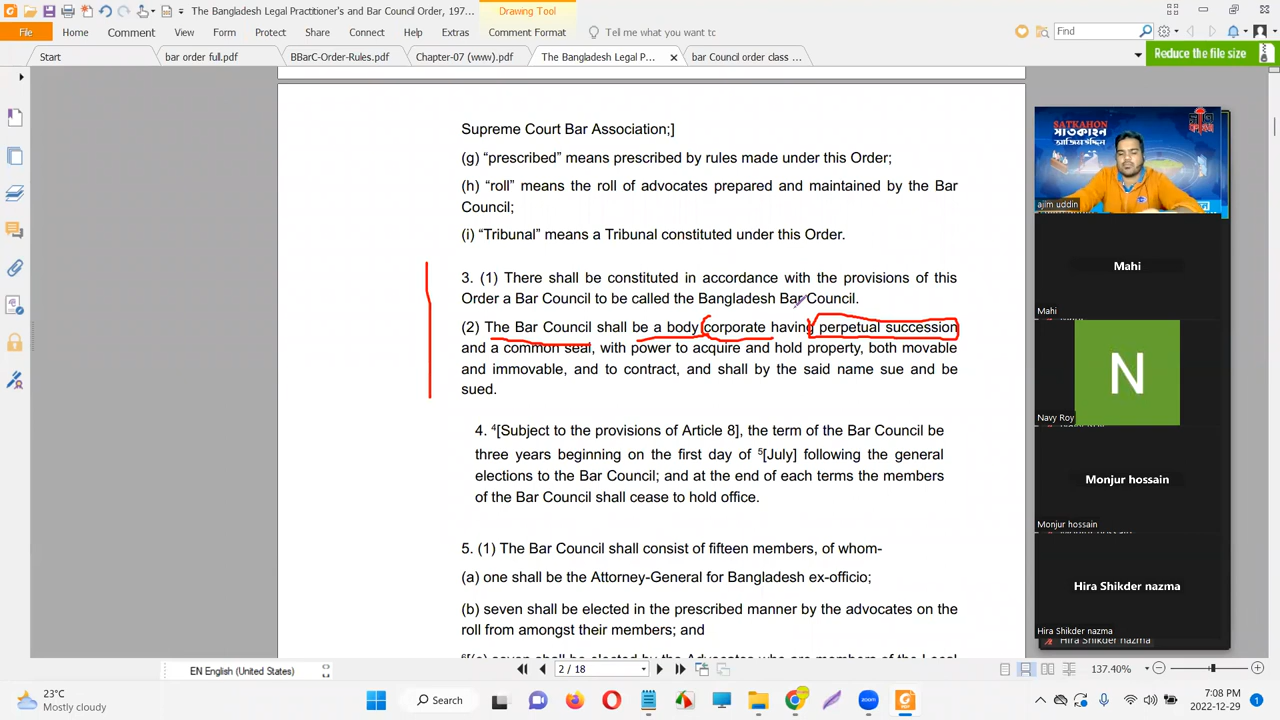 The Bangladesh Legal Practitioner's and Bar Council Order, 197...
Drawing Tool
File Home Comment View Form Protect Share Connect Help Extras Comment Format Tell me what you want to Find
Start bar order full.pdf BBarC-Order-Rules.pdf Chapter-07 (www).pdf The Bangladesh Legal P... bar Council order class ... Reduce the file size
Supreme Court Bar Association;]
(g) “prescribed” means prescribed by rules made under this Order;
(h) “roll” means the roll of advocates prepared and maintained by the Bar
Council;
(i) “Tribunal” means a Tribunal constituted under this Order.
3. (1) There shall be constituted in accordance with the provisions of this
Order a Bar Council to be called the Bangladesh Bar Council.
(2) The Bar Council shall be a body corporate having perpetual succession
and a common seal, with power to acquire and hold property, both movable
and immovable, and to contract, and shall by the said name sue and be
sued.
4. 4[Subject to the provisions of Article 8], the term of the Bar Council be
three years beginning on the first day of 5[July] following the general
elections to the Bar Council; and at the end of each terms the members
of the Bar Council shall cease to hold office.
5. (1) The Bar Council shall consist of fifteen members, of whom-
(a) one shall be the Attorney-General for Bangladesh ex-officio;
(b) seven shall be elected in the prescribed manner by the advocates on the
roll from amongst their members; and
SATKAHON
সাতকাহন
ajim uddin
Mahi
Mahi
N
Navy Roy
Monjur hossain
Monjur hossain
Hira Shikder nazma
Hira Shikder nazma
Hira Shikder nazma
EN English (United States) 2 / 18 137.40%
23°C
Mostly cloudy
Search
zoom
7:08 PM
2022-12-29
1